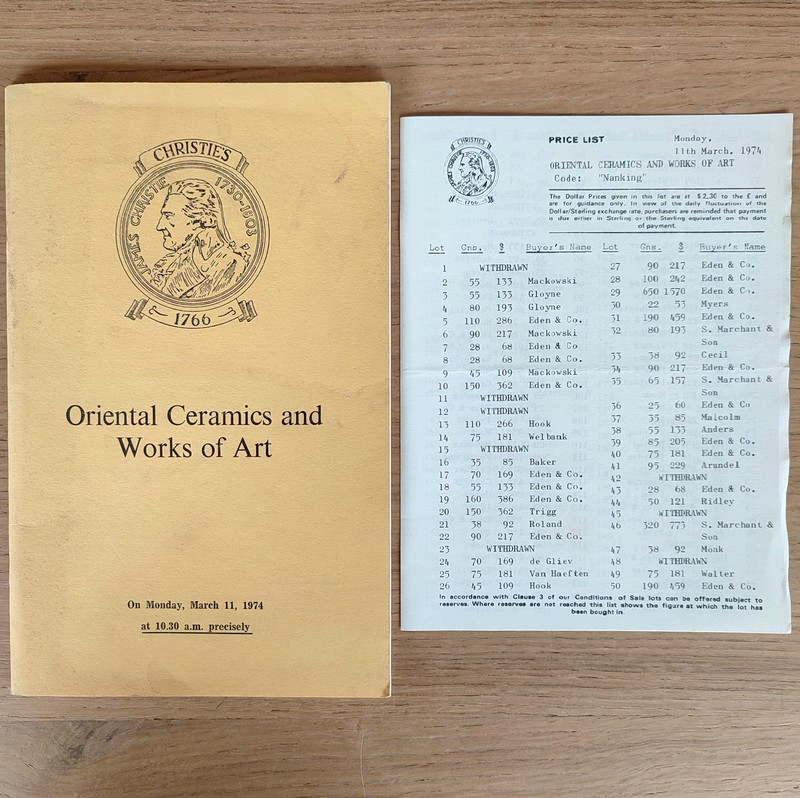 CHRISTIE'S
JAMES CHRISTIE 1730-1803
1766
Oriental Ceramics and
Works of Art
On Monday, March 11, 1974
at 10.30 a.m. precisely
CHRISTIE'S
JAMES CHRISTIE 1730-1803
1766
PRICE LIST Monday,
11th March, 1974
ORIENTAL CERAMICS AND WORKS OF ART
Code: "Nanking"
The Dollar Prices given in this list are at $2.30 to the £ and
are for guidance only. In view of the daily fluctuation of the
Dollar/Sterling exchange rate, purchasers are reminded that payment
is due either in Sterling or the Sterling equivalent on the date
of payment.
Lot Gns. $ Buyer's Name
1 WITHDRAWN
2 55 133 Mackowski
3 55 133 Gloyne
4 80 193 Gloyne
5 110 286 Eden & Co.
6 90 217 Mackowski
7 28 68 Eden & Co
8 28 68 Eden & Co.
9 45 109 Mackowski
10 150 362 Eden & Co.
11 WITHDRAWN
12 WITHDRAWN
13 110 266 Hook
14 75 181 Welbank
15 WITHDRAWN
16 35 85 Baker
17 70 169 Eden & Co.
18 55 133 Eden & Co.
19 160 386 Eden & Co.
20 150 362 Trigg
21 38 92 Roland
22 90 217 Eden & Co.
23 WITHDRAWN
24 70 169 de Gliev
25 75 181 Van Haeften
26 45 109 Hook
Lot Gns. $ Buyer's Name
27 90 217 Eden & Co.
28 100 242 Eden & Co.
29 650 1570 Eden & Co.
30 22 53 Myers
31 190 459 Eden & Co.
32 80 193 S. Marchant &
Son
33 38 92 Cecil
34 90 217 Eden & Co.
35 65 157 S. Marchant &
Son
36 25 60 Eden & Co
37 35 85 Malcolm
38 55 133 Anders
39 85 205 Eden & Co.
40 75 181 Eden & Co.
41 95 229 Arundel
42 WITHDRAWN
43 28 68 Eden & Co.
44 50 121 Ridley
45 WITHDRAWN
46 320 773 S. Marchant &
Son
47 38 92 Monk
48 WITHDRAWN
49 75 181 Walter
50 190 459 Eden & Co.
In accordance with Clause 3 of our Conditions of Sale lots can be offered subject to
reserves. Where reserves are not reached this list shows the figure at which the lot has
been bought in.